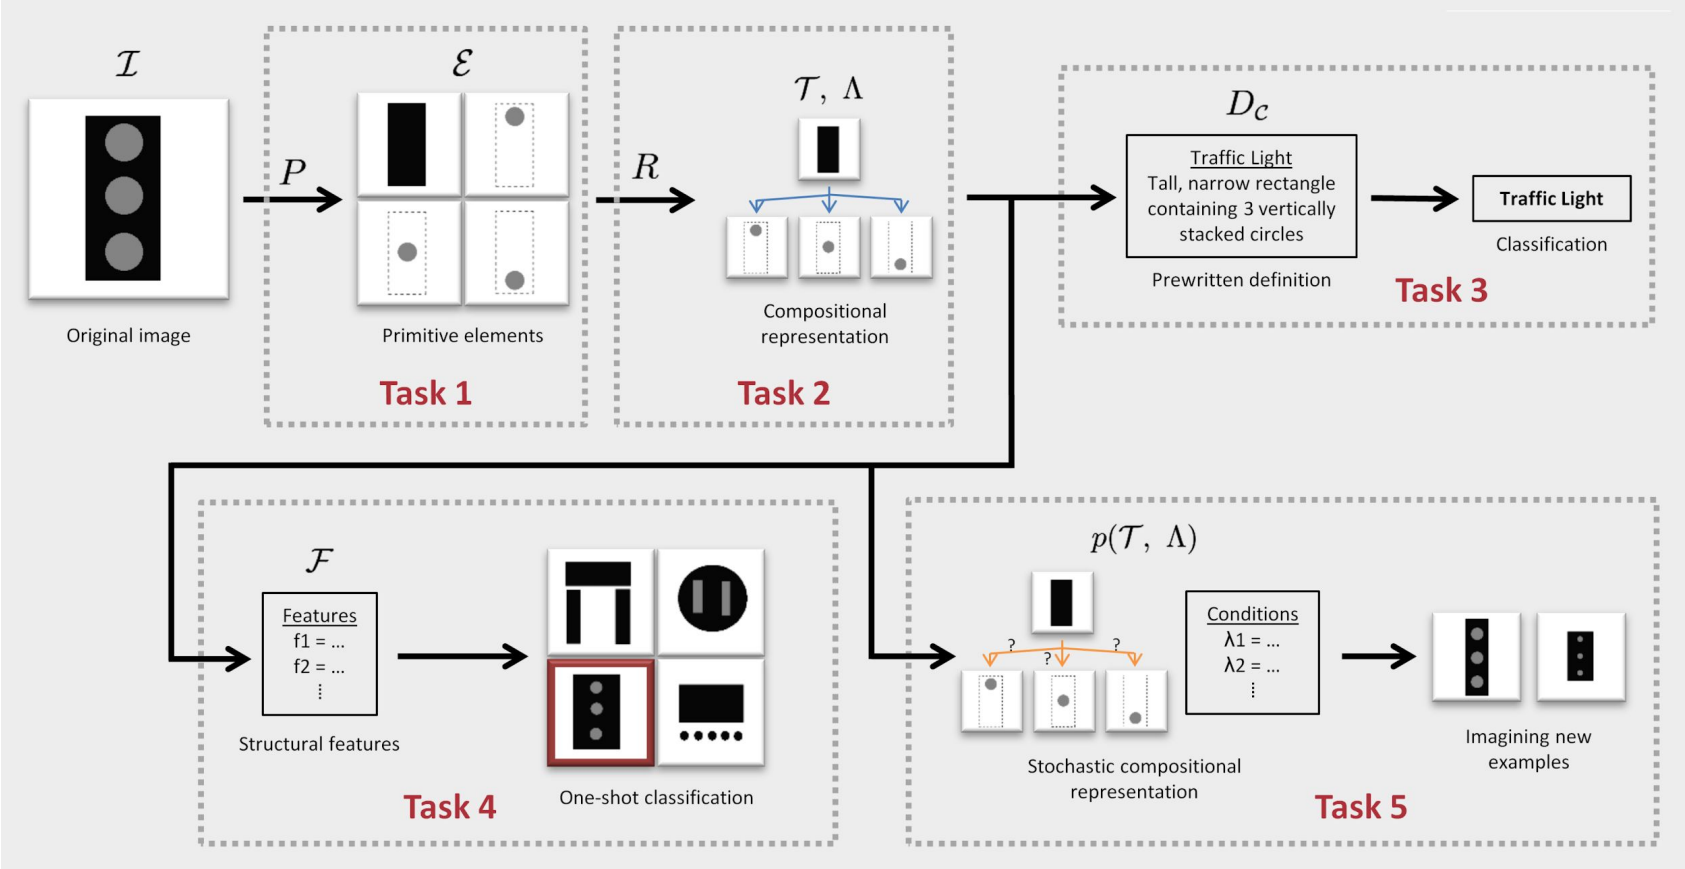 ℐ
Original image
P
ℰ
Primitive elements
Task 1
R
𝒯, Λ
Compositional
representation
Task 2
D𝒞
Traffic Light
Tall, narrow rectangle
containing 3 vertically
stacked circles
Prewritten definition
Traffic Light
Classification
Task 3
ℱ
Features
f1 = ...
f2 = ...
⋮
Structural features
One-shot classification
Task 4
p(𝒯, Λ)
? ? ?
Stochastic compositional
representation
Conditions
λ1 = ...
λ2 = ...
⋮
Imagining new
examples
Task 5